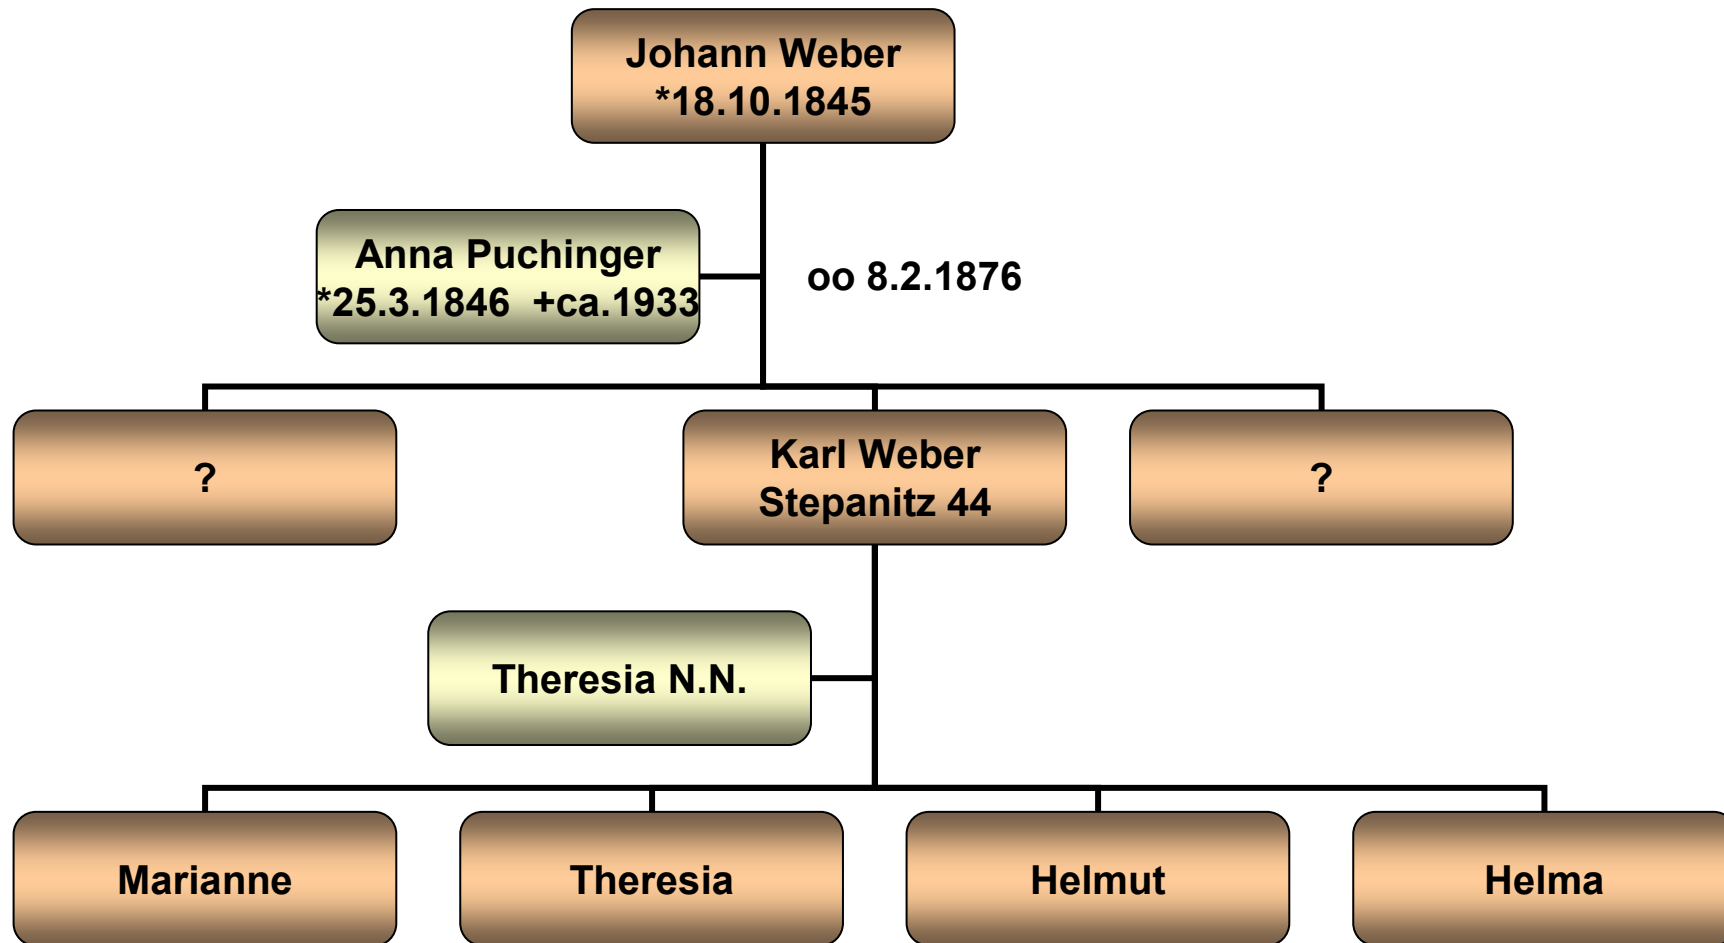 Johann Weber
*18.10.1845
Anna Puchinger
*25.3.1846 +ca.1933
oo 8.2.1876
?
Karl Weber
Stepanitz 44
?
Theresia N.N.
Marianne
Theresia
Helmut
Helma